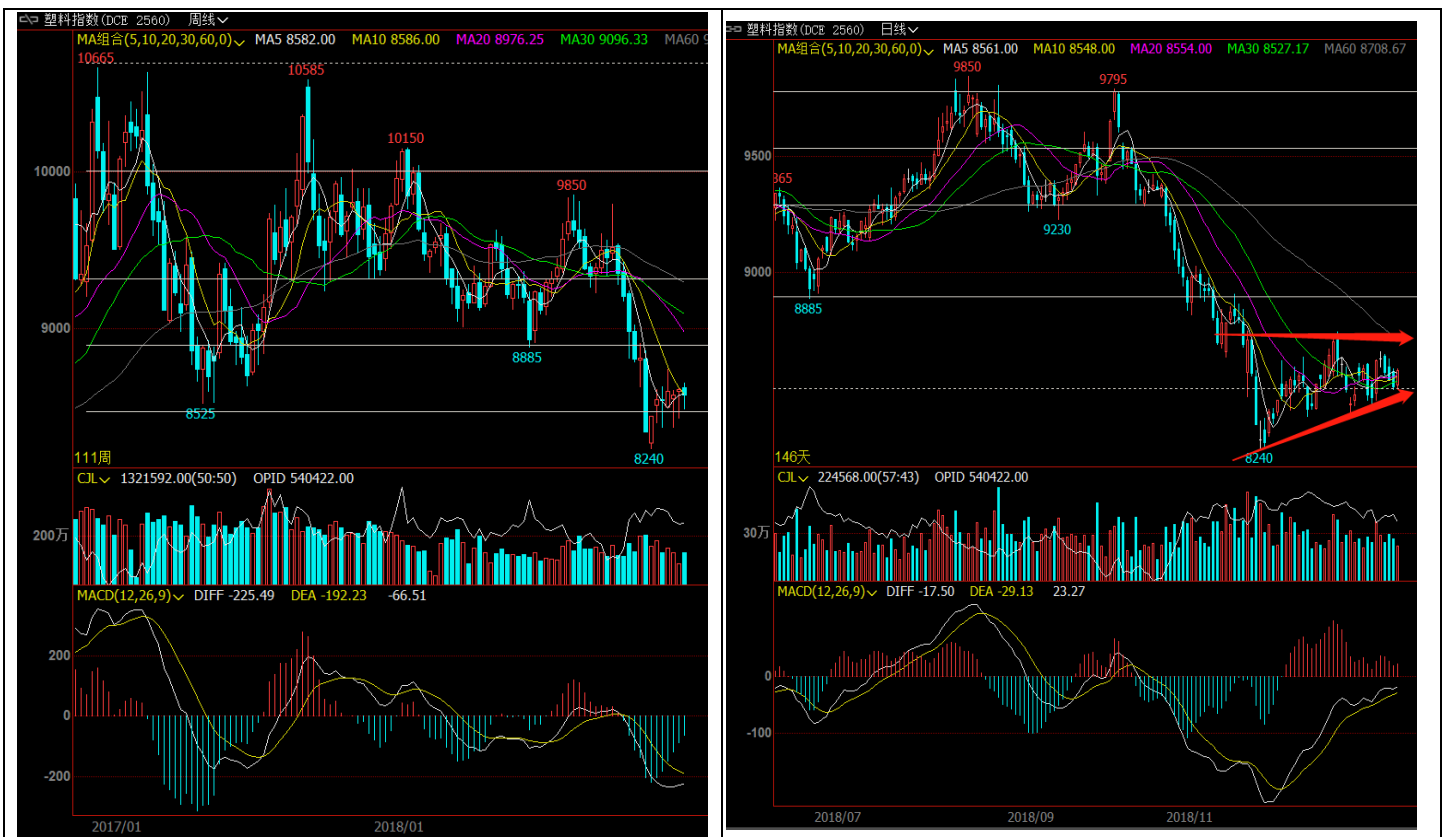 塑料指数(DCE 2560) 周线
MA组合(5,10,20,30,60,0) MA5 8582.00 MA10 8586.00 MA20 8976.25 MA30 9096.33 MA60 9
10665
10585
10150
10000
9850
9000
8885
8525
8240
111周
CJL 1321592.00(50:50) OPID 540422.00
200万
MACD(12,26,9) DIFF -225.49 DEA -192.23 -66.51
200
0
-200
2017/01 2018/01
塑料指数(DCE 2560) 日线
MA组合(5,10,20,30,60,0) MA5 8561.00 MA10 8548.00 MA20 8554.00 MA30 8527.17 MA60 8708.67
9850
9795
9500
365
9230
9000
8885
8240
146天
CJL 224568.00(57:43) OPID 540422.00
30万
MACD(12,26,9) DIFF -17.50 DEA -29.13 23.27
0
-100
2018/07 2018/09 2018/11